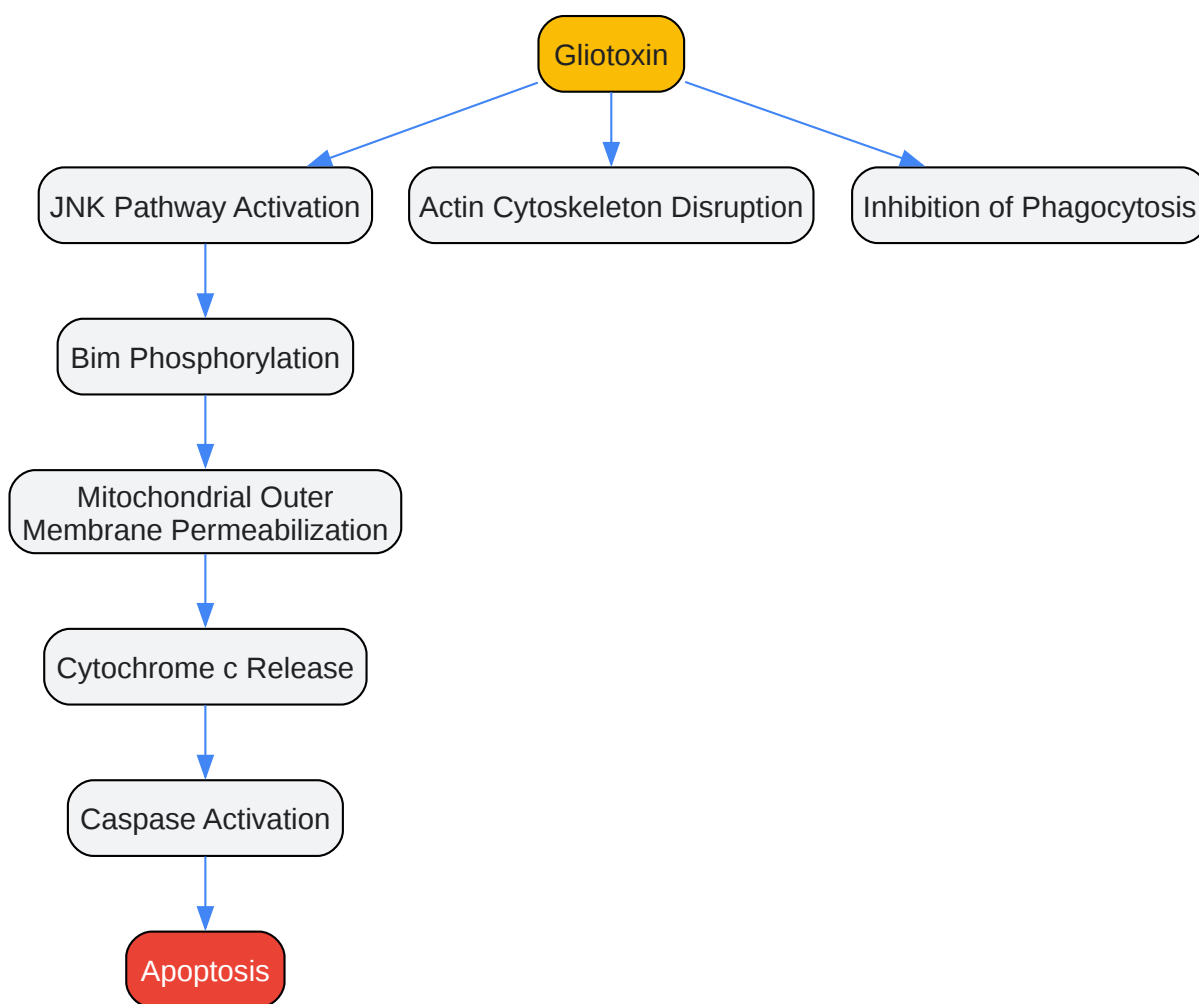 Gliotoxin
JNK Pathway Activation
Actin Cytoskeleton Disruption
Inhibition of Phagocytosis
Bim Phosphorylation
Mitochondrial Outer
Membrane Permeabilization
Cytochrome c Release
Caspase Activation
Apoptosis